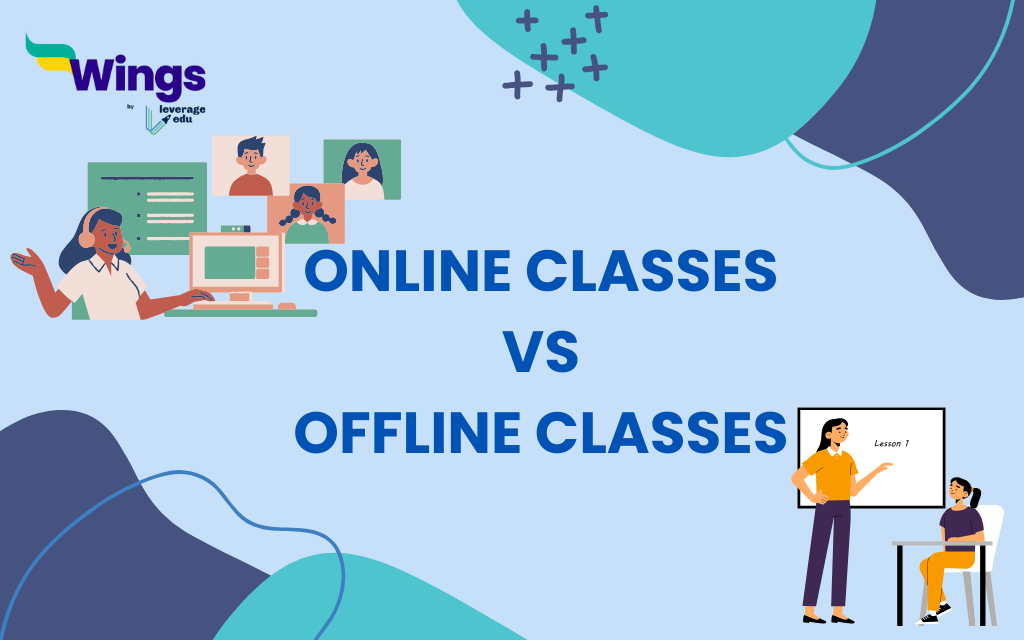 Wings
by leverage
edu
ONLINE CLASSES
VS
OFFLINE CLASSES
Lesson 1